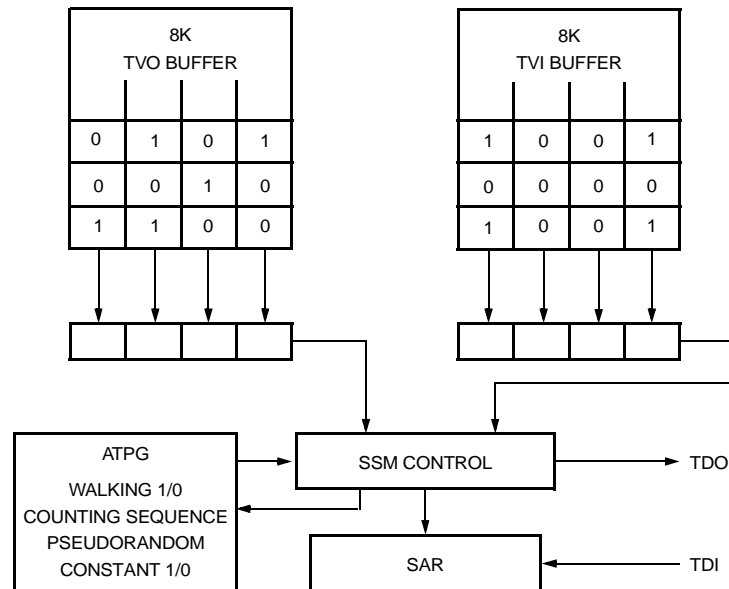 8K
TVO BUFFER
0 1 0 1
0 0 1 0
1 1 0 0
8K
TVI BUFFER
1 0 0 1
0 0 0 0
1 0 0 1
ATPG
WALKING 1/0
COUNTING SEQUENCE
PSEUDORANDOM
CONSTANT 1/0
SSM CONTROL
TDO
SAR
TDI